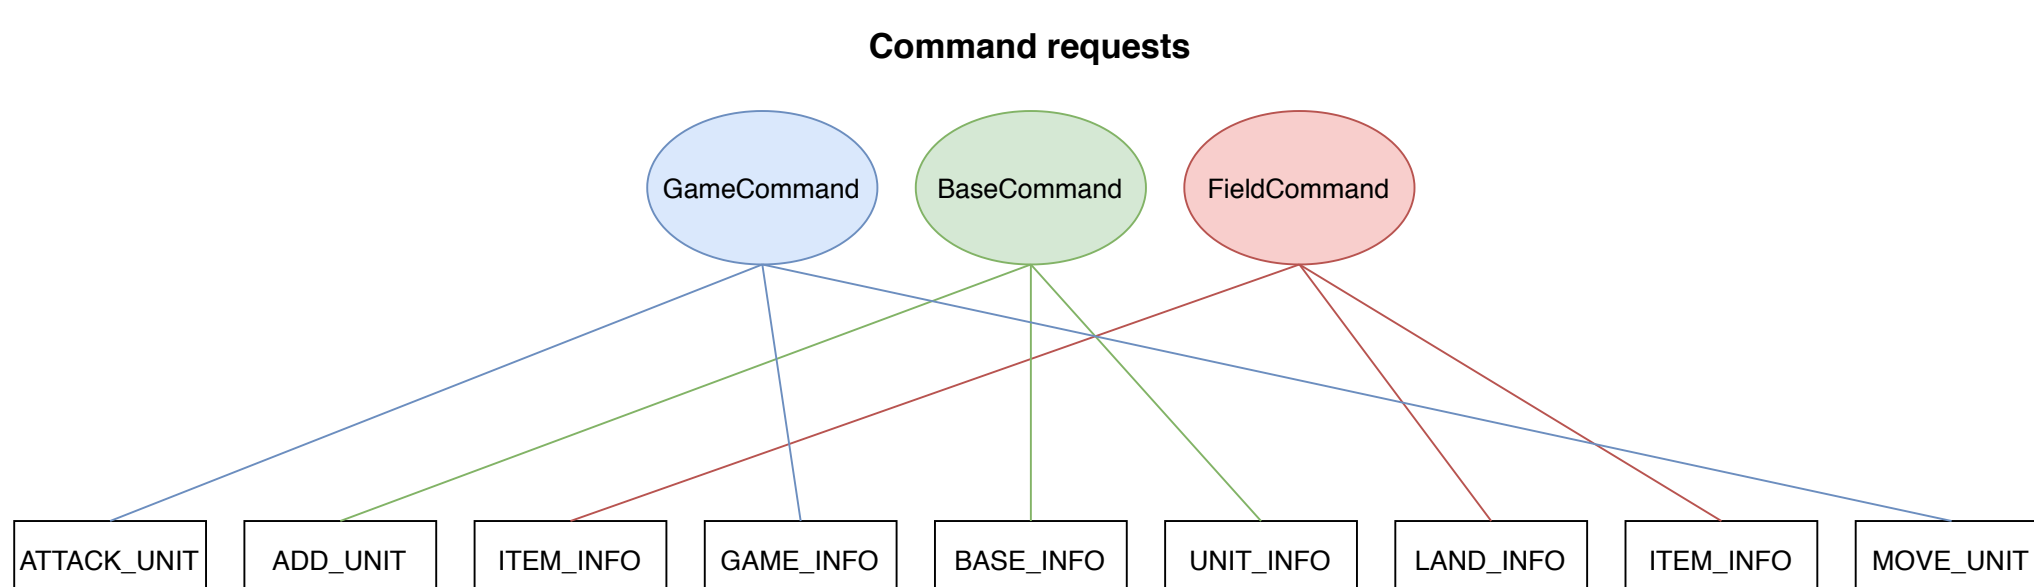 Command requests
GameCommand
BaseCommand
FieldCommand
ATTACK_UNIT
ADD_UNIT
ITEM_INFO
GAME_INFO
BASE_INFO
UNIT_INFO
LAND_INFO
ITEM_INFO
MOVE_UNIT